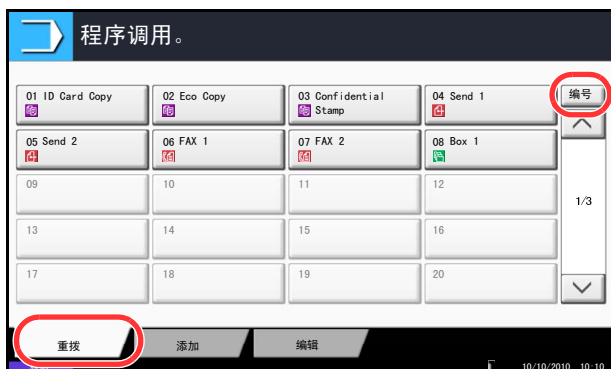 程序调用。
01 ID Card Copy 02 Eco Copy 03 Confidential Stamp 04 Send 1 编号
05 Send 2 06 FAX 1 07 FAX 2 08 Box 1
09 10 11 12
1/3
13 14 15 16
17 18 19 20
重拨 添加 编辑
10/10/2010 10:10